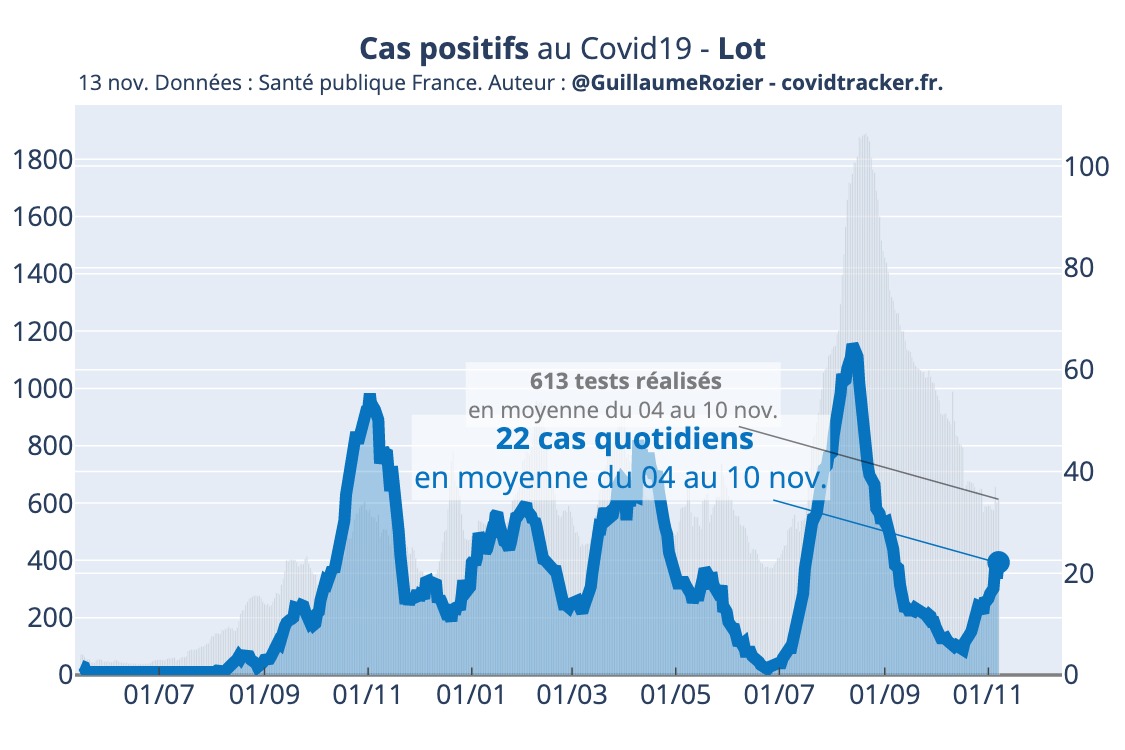 Cas positifs au Covid19 - Lot
13 nov. Données : Santé publique France. Auteur : @GuillaumeRozier - covidtracker.fr.
1800
1600
1400
1200
1000
800
600
400
200
0
100
80
60
40
20
0
613 tests réalisés
en moyenne du 04 au 10 nov.
22 cas quotidiens
en moyenne du 04 au 10 nov.
01/07 01/09 01/11 01/01 01/03 01/05 01/07 01/09 01/11